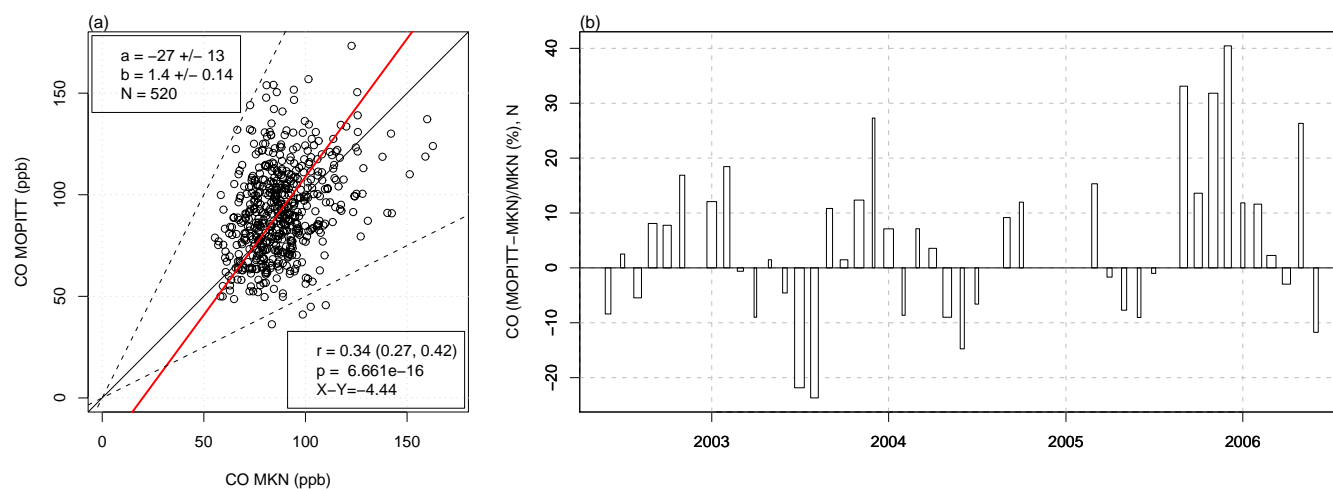 (a)
a = −27 +/− 13
b = 1.4 +/− 0.14
N = 520
r = 0.34 (0.27, 0.42)
p = 6.661e−16
X−Y=−4.44
CO MOPITT (ppb)
150
100
50
0
0 50 100 150
CO MKN (ppb)
(b)
CO (MOPITT−MKN)/MKN (%), N
40
30
20
10
0
−10
−20
2003 2004 2005 2006